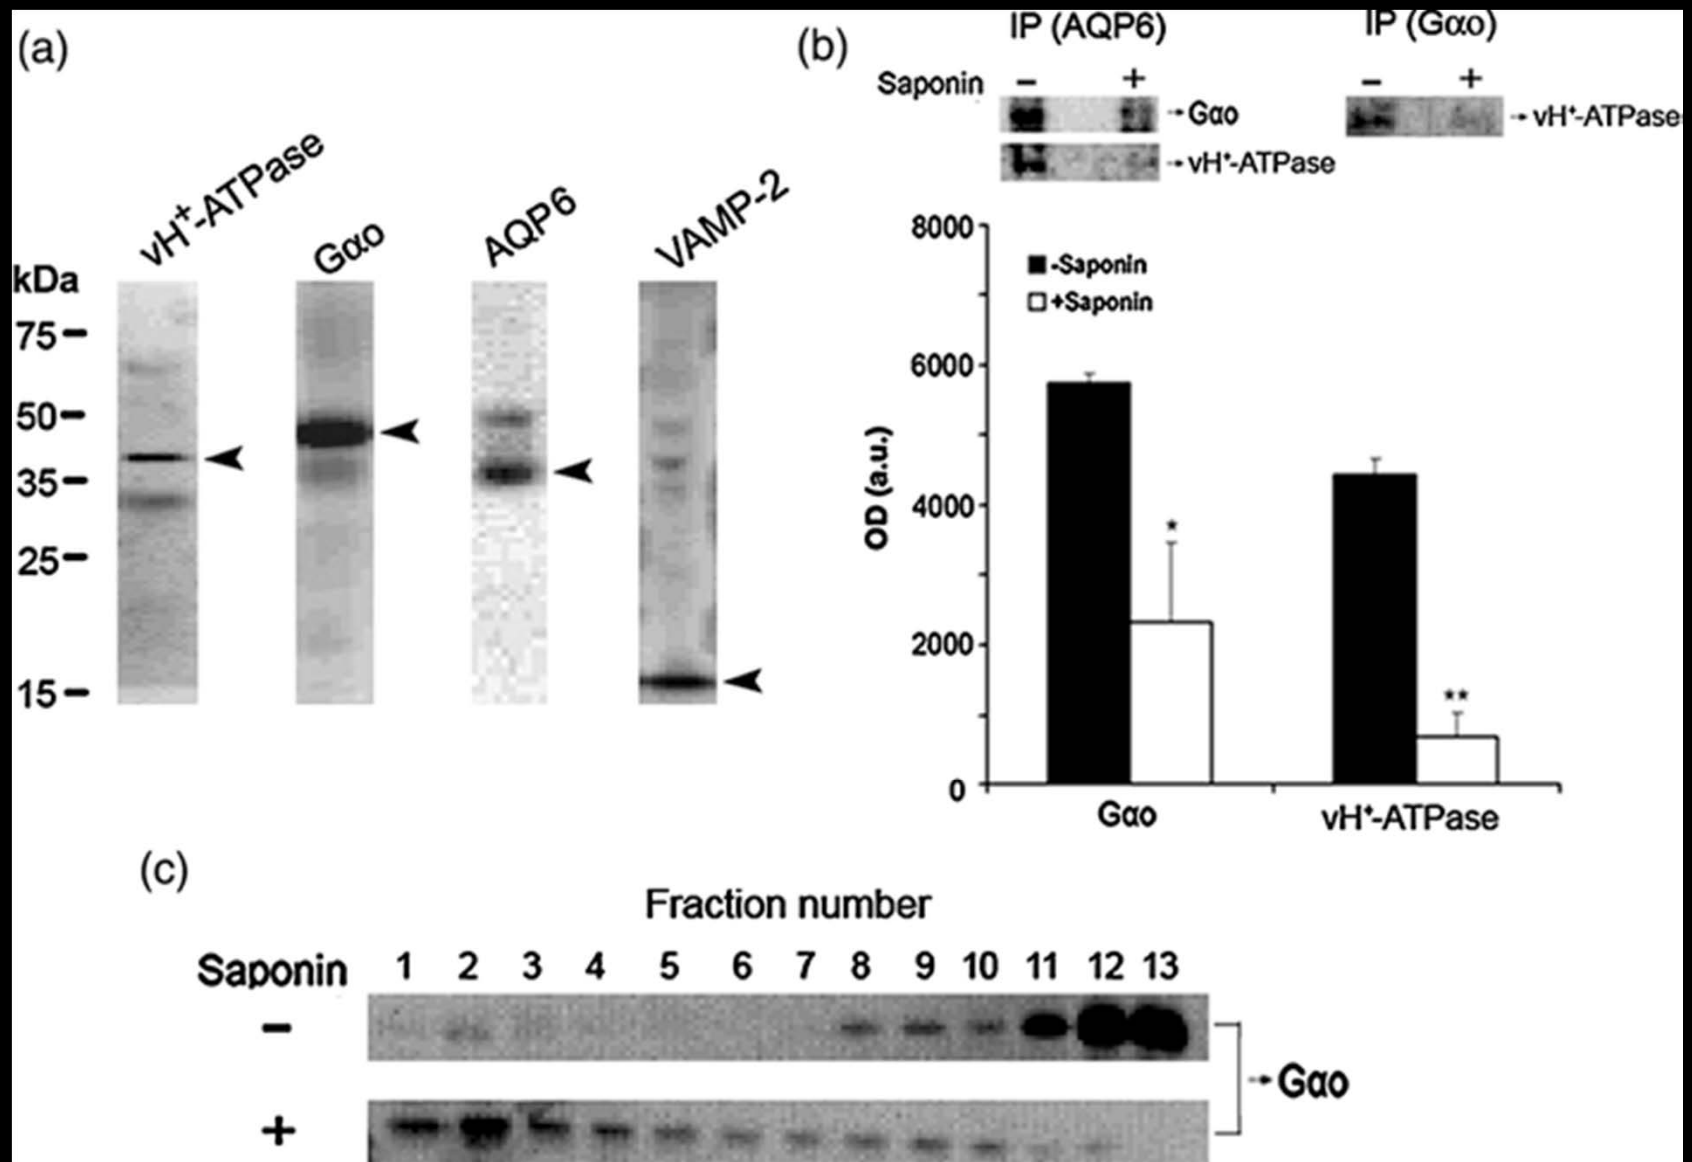 (a)
vH⁺-ATPase
Gαo
AQP6
VAMP-2
kDa
75
50
35
25
15
(b)
IP (AQP6)
IP (Gαo)
Saponin - + - +
→Gαo
→vH⁺-ATPase
→vH⁺-ATPase
8000
6000
4000
2000
0
OD (a.u.)
-Saponin
+Saponin
*
**
Gαo
vH⁺-ATPase
(c)
Fraction number
Saponin 1 2 3 4 5 6 7 8 9 10 11 12 13
-
+
→Gαo